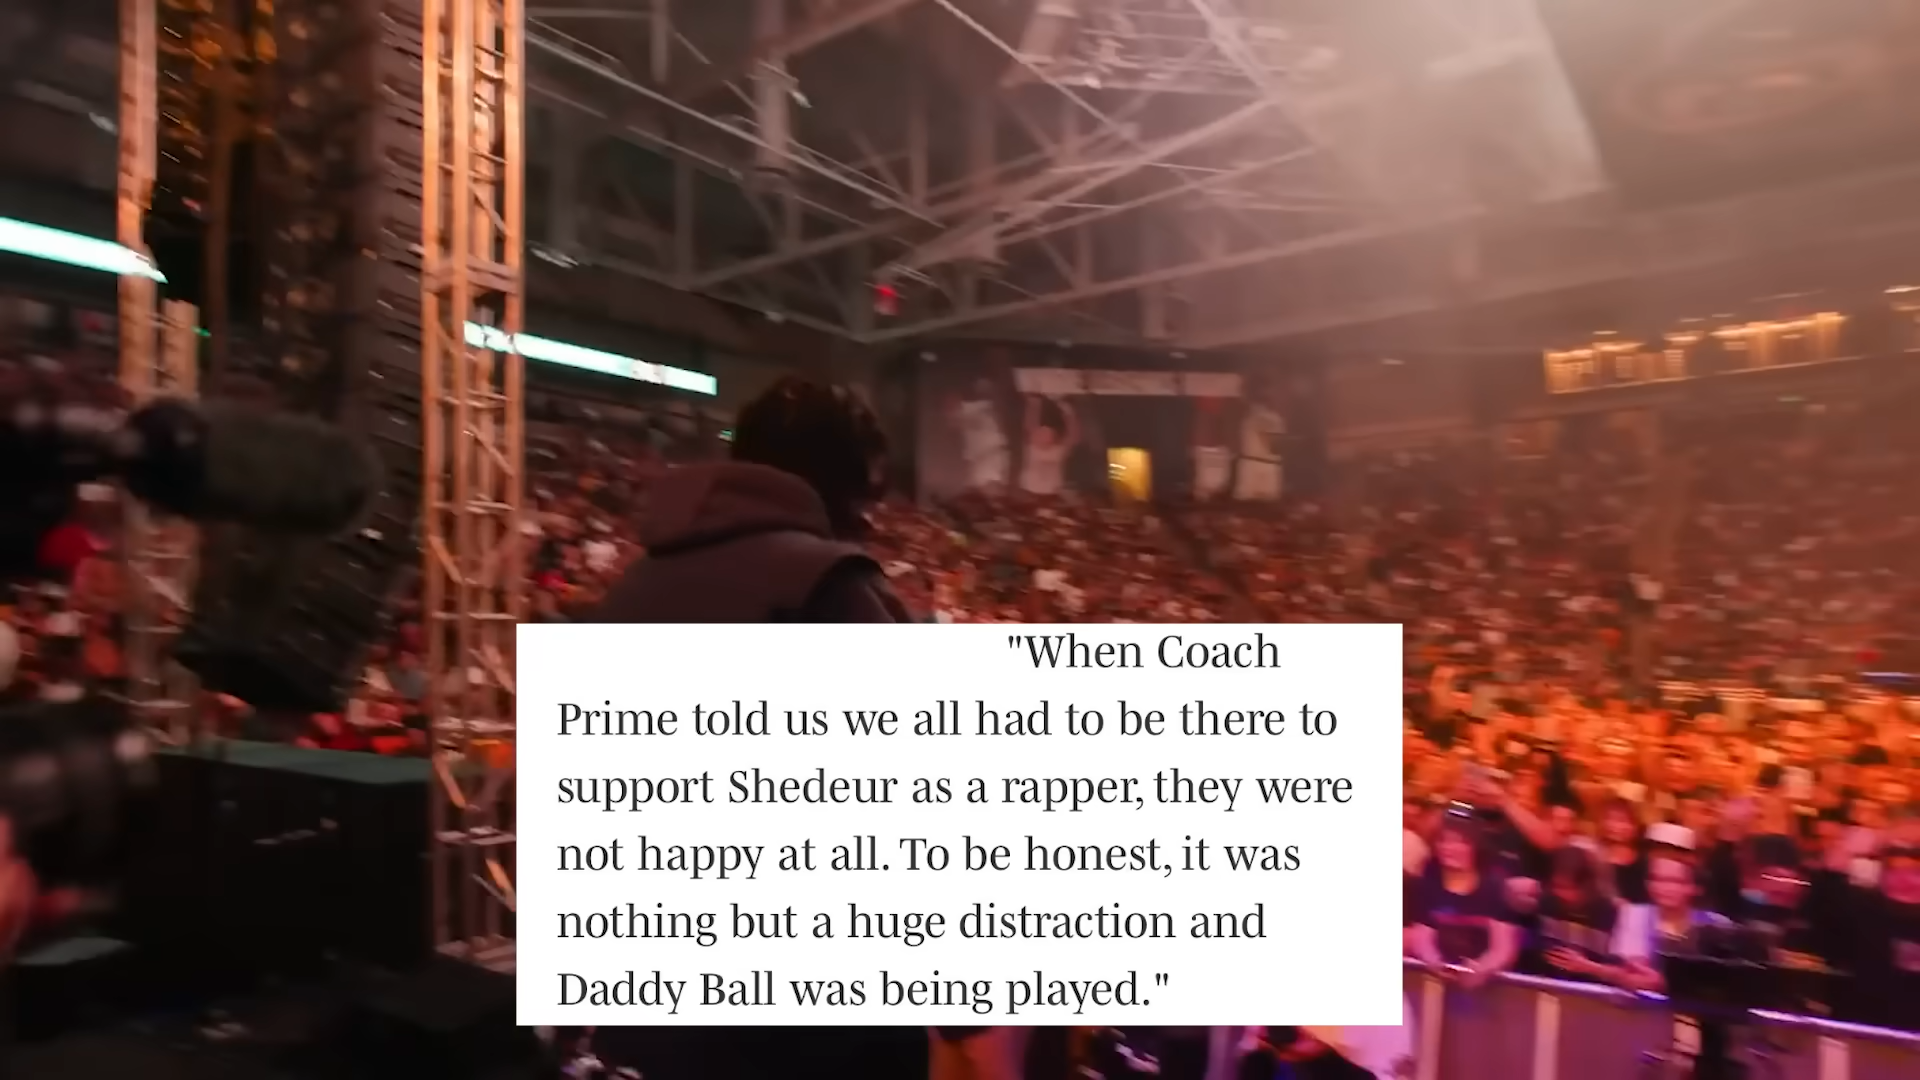 "When Coach
Prime told us we all had to be there to
support Shedeur as a rapper, they were
not happy at all. To be honest, it was
nothing but a huge distraction and
Daddy Ball was being played."